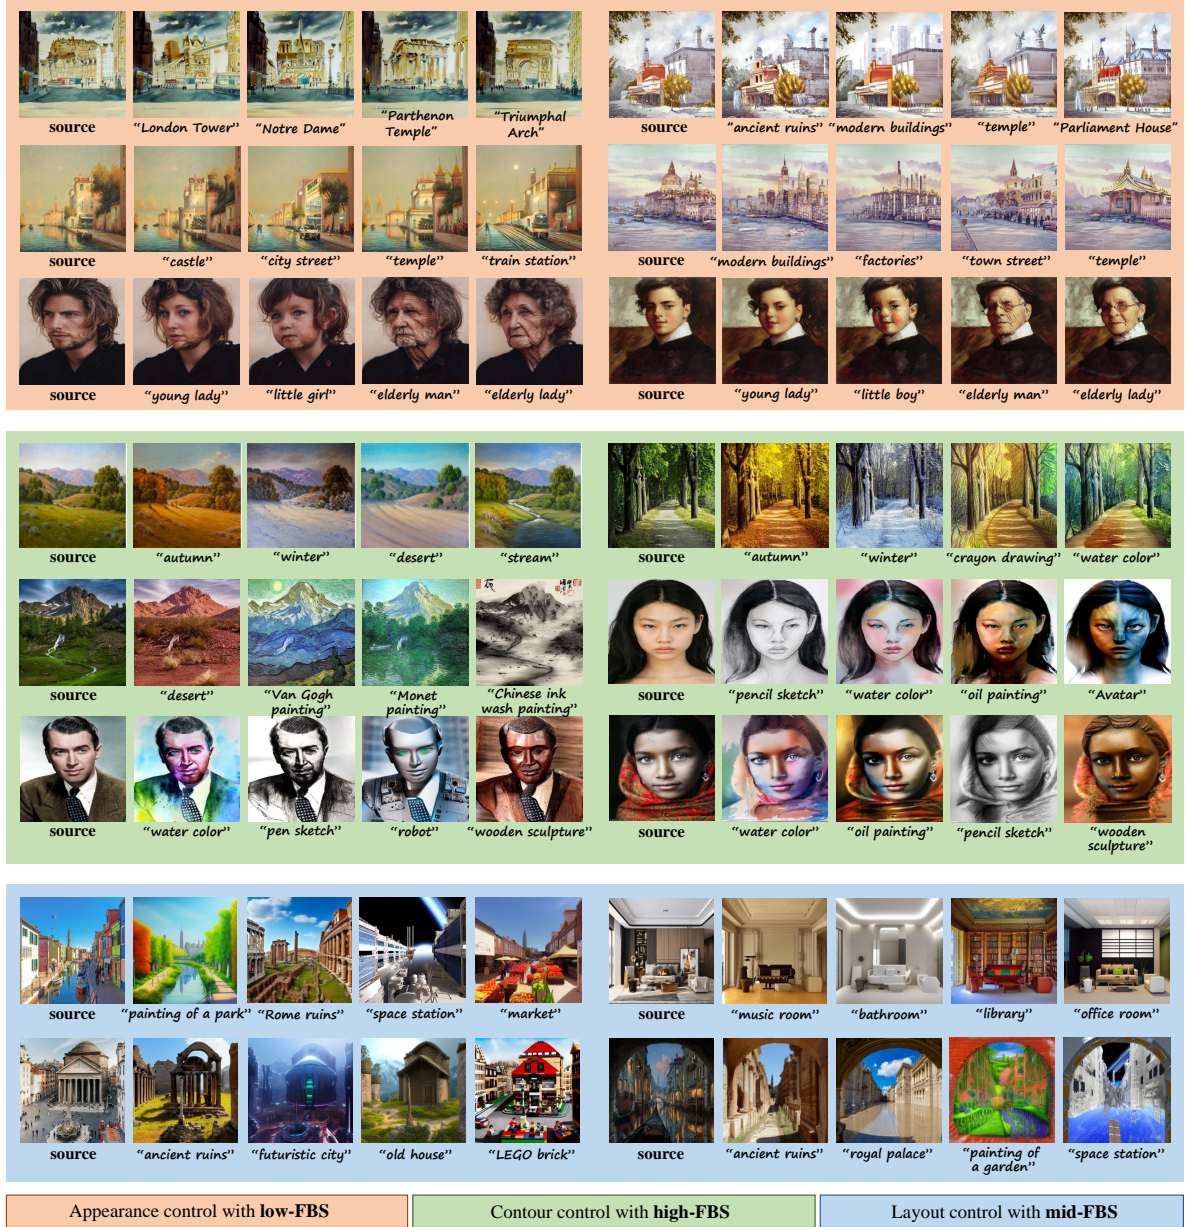 source "London Tower" "Notre Dame" "Parthenon Temple" "Triumphal Arch" source "ancient ruins" "modern buildings" "temple" "Parliament House"
source "castle" "city street" "temple" "train station" source "modern buildings" "factories" "town street" "temple"
source "young lady" "little girl" "elderly man" "elderly lady" source "young lady" "little boy" "elderly man" "elderly lady"
source "autumn" "winter" "desert" "stream" source "autumn" "winter" "crayon drawing" "water color"
source "desert" "Van Gogh painting" "Monet painting" "Chinese ink wash painting" source "pencil sketch" "water color" "oil painting" "Avatar"
source "water color" "pen sketch" "robot" "wooden sculpture" source "water color" "oil painting" "pencil sketch" "wooden sculpture"
source "painting of a park" "Rome ruins" "space station" "market" source "music room" "bathroom" "library" "office room"
source "ancient ruins" "futuristic city" "old house" "LEGO brick" source "ancient ruins" "royal palace" "painting of a garden" "space station"
Appearance control with low-FBS Contour control with high-FBS Layout control with mid-FBS